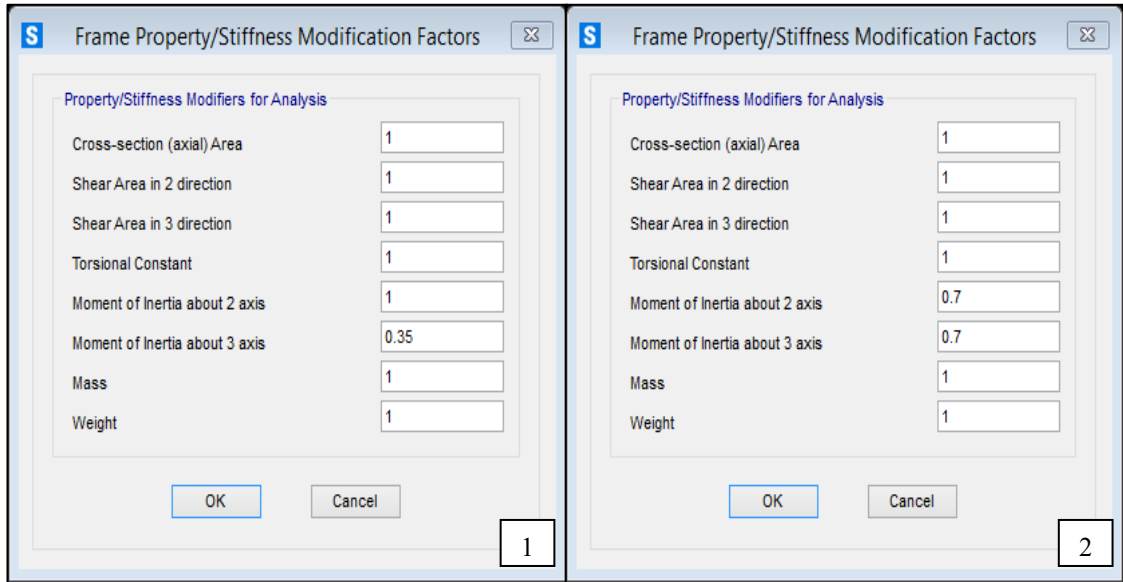 S Frame Property/Stiffness Modification Factors
Property/Stiffness Modifiers for Analysis
Cross-section (axial) Area 1
Shear Area in 2 direction 1
Shear Area in 3 direction 1
Torsional Constant 1
Moment of Inertia about 2 axis 1
Moment of Inertia about 3 axis 0.35
Mass 1
Weight 1
OK Cancel
1
S Frame Property/Stiffness Modification Factors
Property/Stiffness Modifiers for Analysis
Cross-section (axial) Area 1
Shear Area in 2 direction 1
Shear Area in 3 direction 1
Torsional Constant 1
Moment of Inertia about 2 axis 0.7
Moment of Inertia about 3 axis 0.7
Mass 1
Weight 1
OK Cancel
2